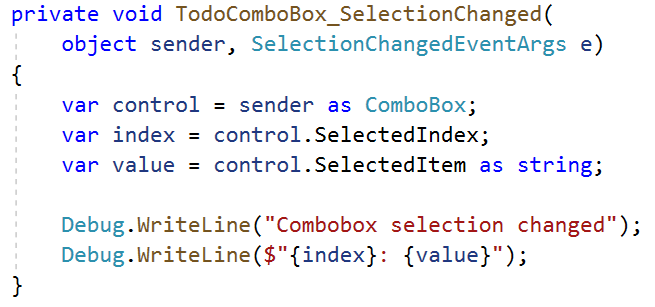 private void TodoComboBox_SelectionChanged(
    object sender, SelectionChangedEventArgs e)
{
    var control = sender as ComboBox;
    var index = control.SelectedIndex;
    var value = control.SelectedItem as string;

    Debug.WriteLine("Combobox selection changed");
    Debug.WriteLine($"{index}: {value}");
}